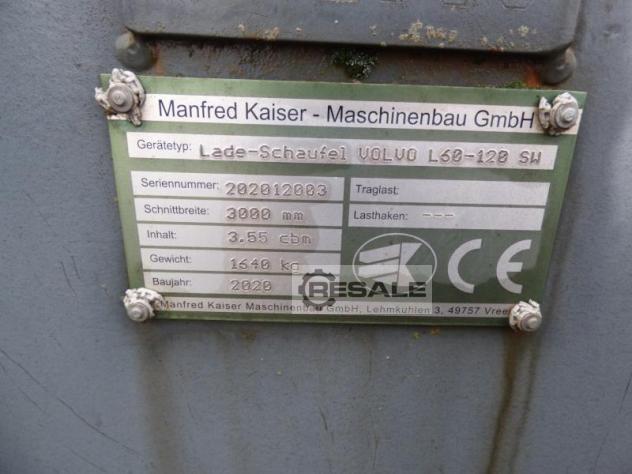 Manfred Kaiser - Maschinenbau GmbH
Gerätetyp: Lade-Schaufel VOLVO L60-120 SW
Seriennummer: 202012003
Traglast:
Schnittbreite: 3000 mm
Lasthaken: ---
Inhalt: 3.55 cbm
Gewicht: 1640 kg
Baujahr: 2020
CE
RESALE
Manfred Kaiser Maschinenbau GmbH, Lehmkuhlen 3, 49757